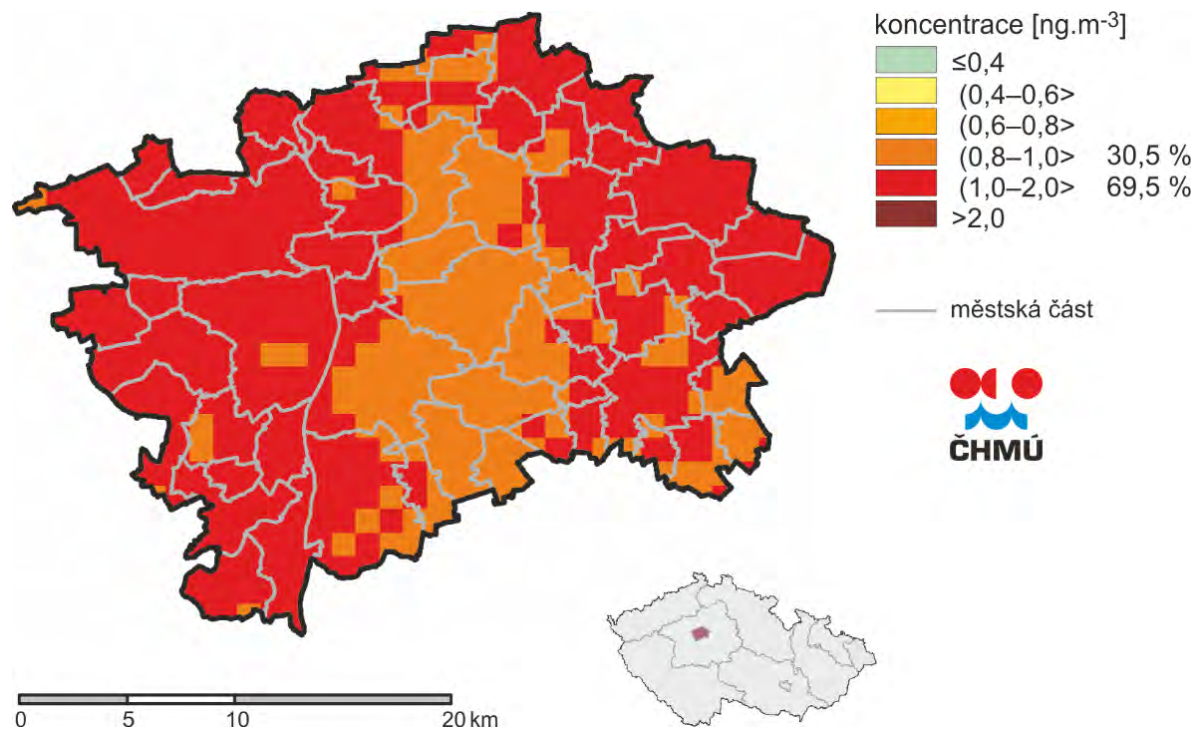 koncentrace [ng.m-3]
≤0,4
(0,4–0,6>
(0,6–0,8>
(0,8–1,0> 30,5 %
(1,0–2,0> 69,5 %
>2,0
městská část
ČHMÚ
0 5 10 20 km